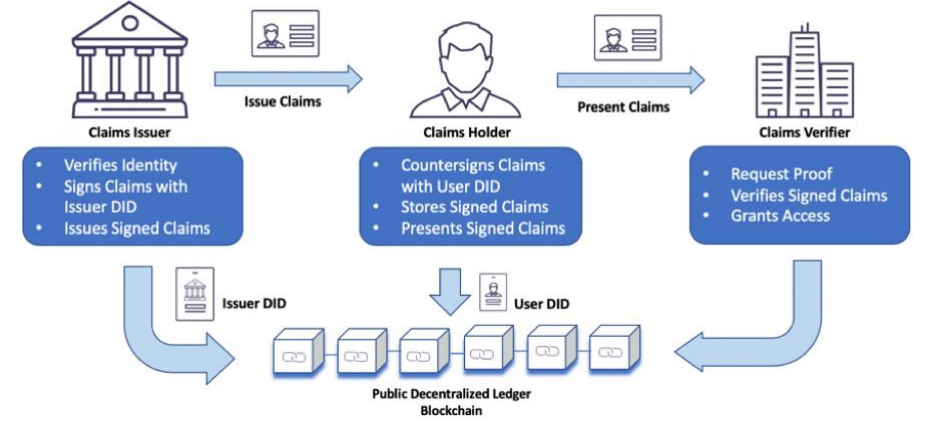 Issue Claims
Present Claims
Claims Issuer
Claims Holder
Claims Verifier
• Verifies Identity
• Signs Claims with
Issuer DID
• Issues Signed Claims
• Countersigns Claims
with User DID
• Stores Signed Claims
• Presents Signed Claims
• Request Proof
• Verifies Signed Claims
• Grants Access
Issuer DID
User DID
Public Decentralized Ledger
Blockchain